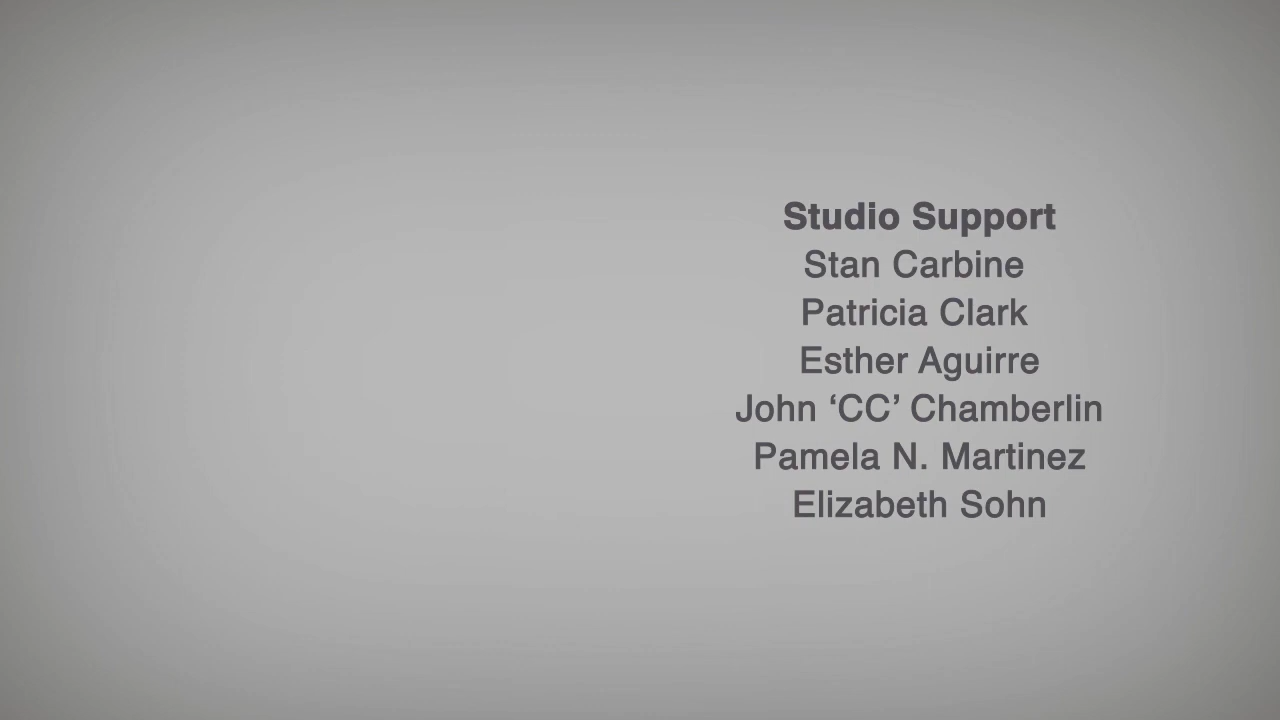 Studio Support
Stan Carbine
Patricia Clark
Esther Aguirre
John ‘CC’ Chamberlin
Pamela N. Martinez
Elizabeth Sohn